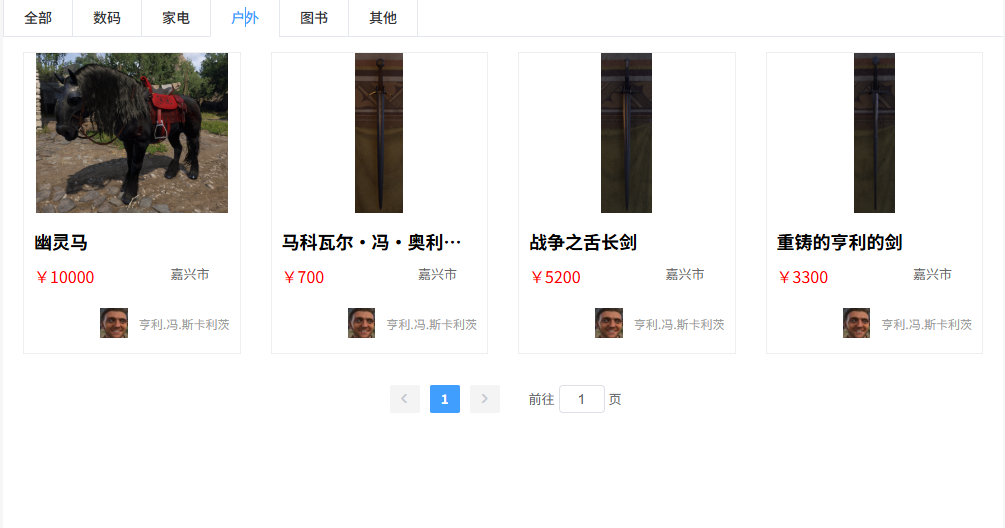 全部 数码 家电 户外 图书 其他
幽灵马 马科瓦尔·冯·奥利… 战争之舌长剑 重铸的亨利的剑
￥10000 嘉兴市 ￥700 嘉兴市 ￥5200 嘉兴市 ￥3300 嘉兴市
亨利.冯.斯卡利茨 亨利.冯.斯卡利茨 亨利.冯.斯卡利茨 亨利.冯.斯卡利茨
1 前往 1 页